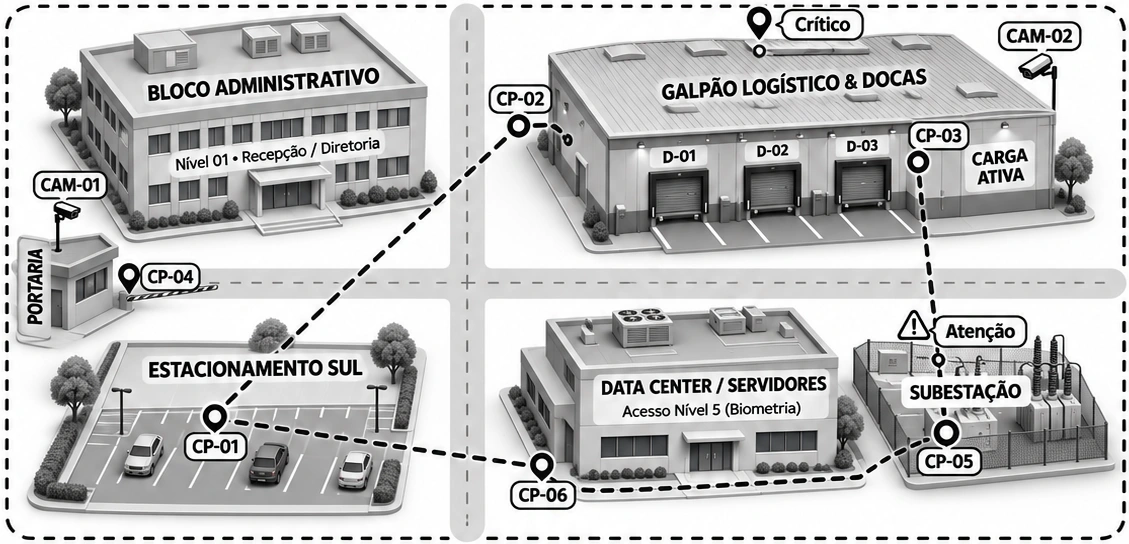 Crítico
CAM-02
BLOCO ADMINISTRATIVO
GALPÃO LOGÍSTICO & DOCAS
CP-02
Nível 01 • Recepção / Diretoria
CP-03
D-01
D-02
D-03
CARGA
ATIVA
CAM-01
PORTARIA
CP-04
Atenção
ESTACIONAMENTO SUL
DATA CENTER / SERVIDORES
Acesso Nível 5 (Biometria)
SUBESTAÇÃO
CP-01
CP-05
CP-06